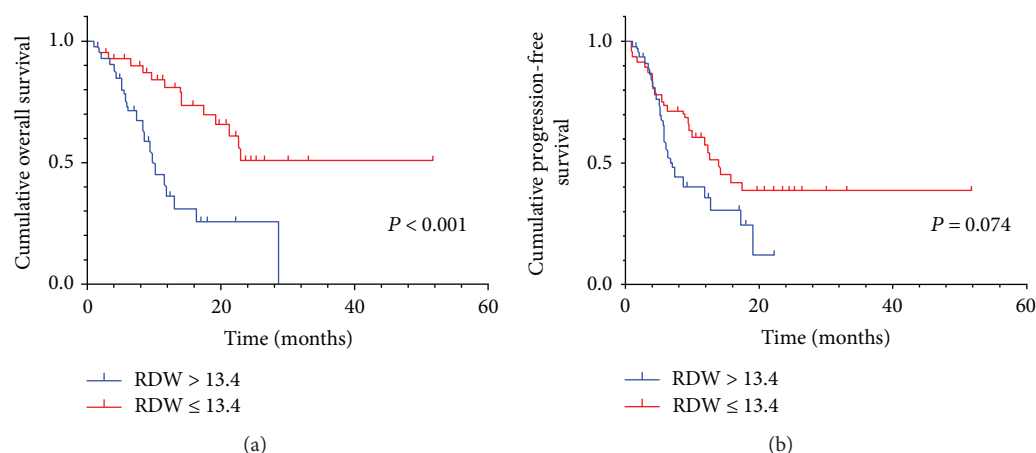 Cumulative overall survival
1.0
0.5
0.0
P < 0.001
0
20
40
60
Time (months)
RDW > 13.4
RDW ≤ 13.4
(a)
Cumulative progression-free
survival
1.0
0.5
0.0
P = 0.074
0
20
40
60
Time (months)
RDW > 13.4
RDW ≤ 13.4
(b)